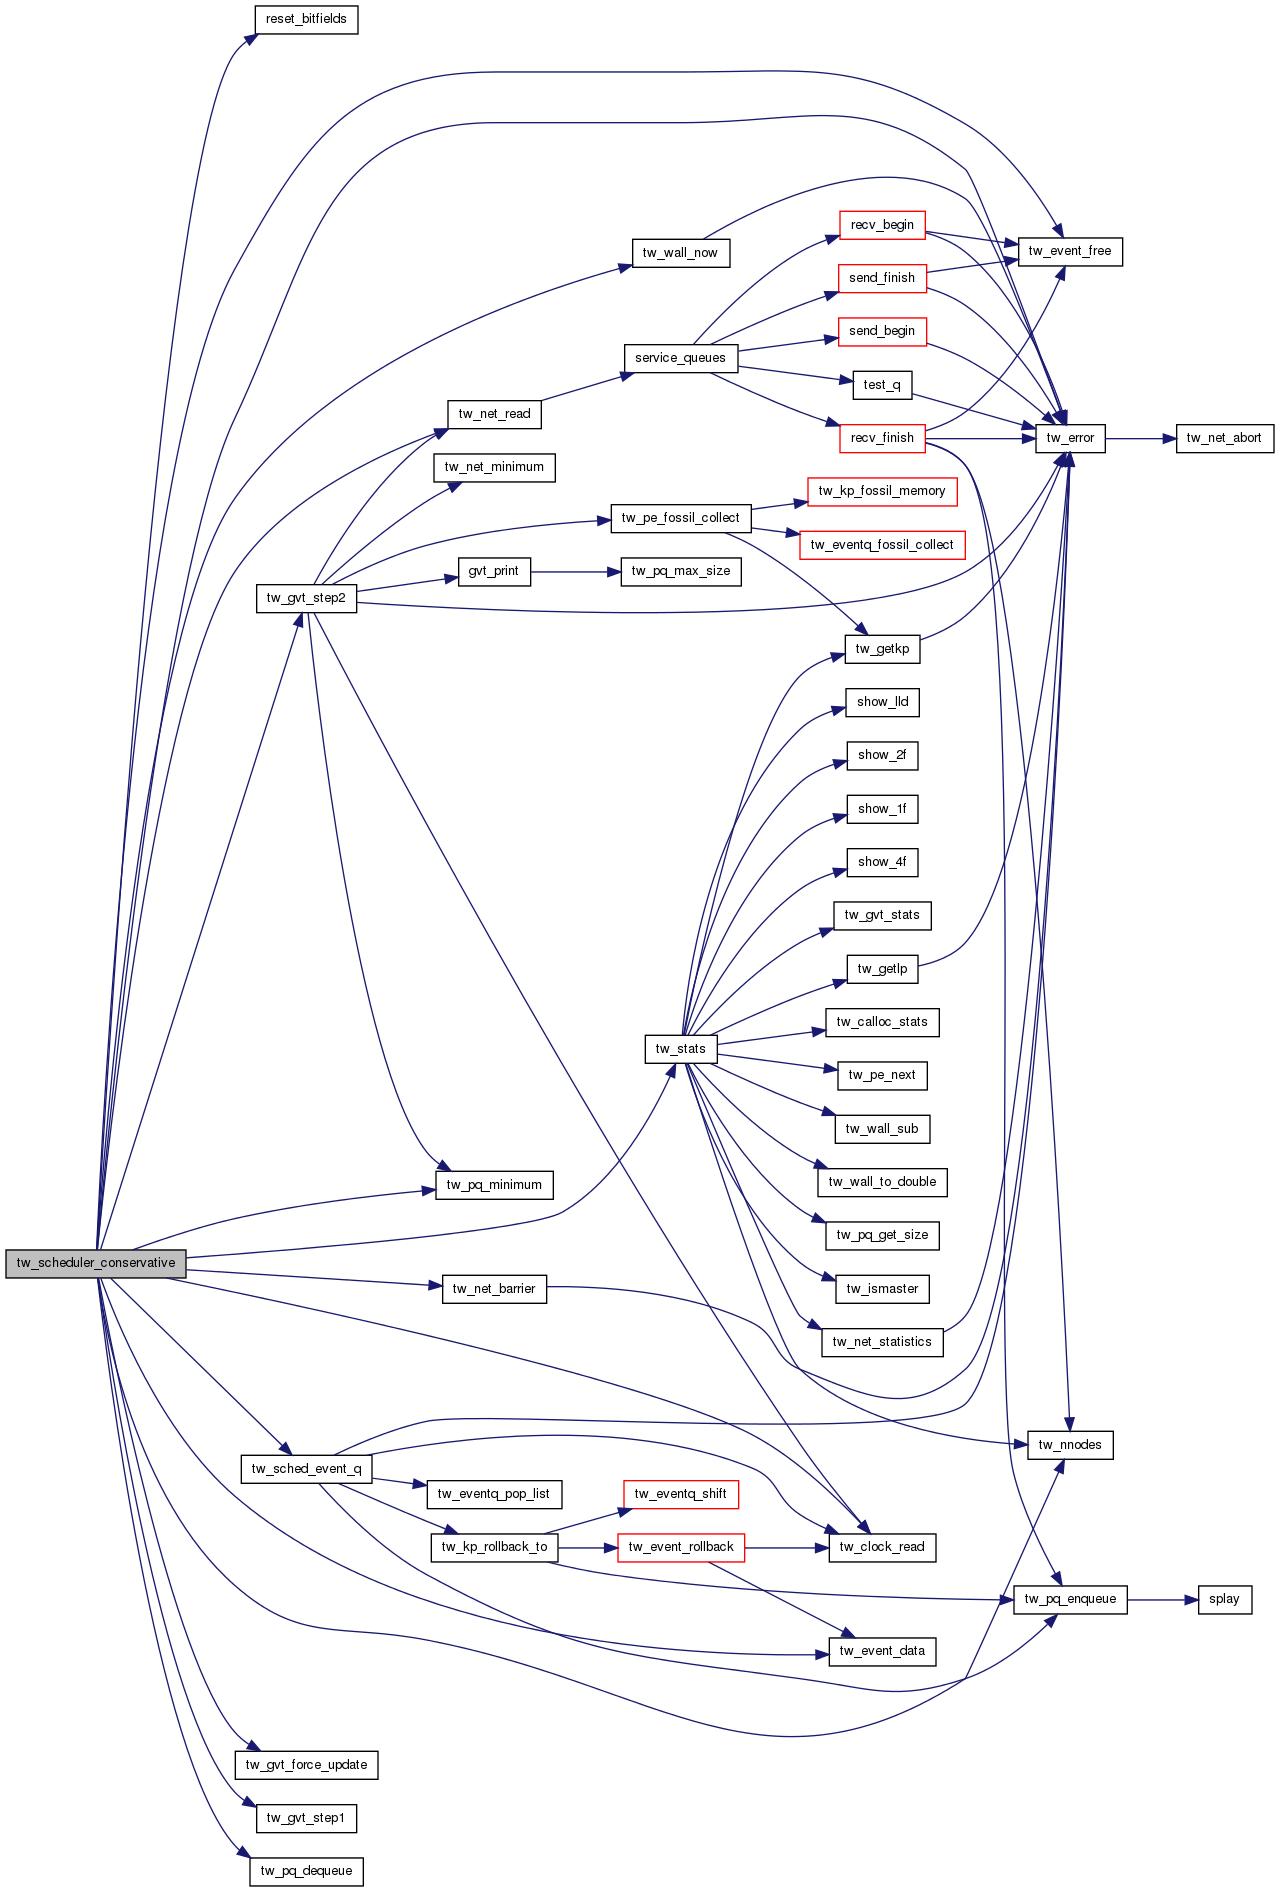 reset_bitfields
tw_wall_now
recv_begin
tw_event_free
send_finish
send_begin
service_queues
test_q
tw_net_read
recv_finish
tw_error
tw_net_abort
tw_net_minimum
tw_kp_fossil_memory
tw_pe_fossil_collect
tw_eventq_fossil_collect
gvt_print
tw_pq_max_size
tw_gvt_step2
tw_getkp
show_lld
show_2f
show_1f
show_4f
tw_gvt_stats
tw_getlp
tw_calloc_stats
tw_stats
tw_pe_next
tw_wall_sub
tw_wall_to_double
tw_pq_minimum
tw_pq_get_size
tw_scheduler_conservative
tw_net_barrier
tw_ismaster
tw_net_statistics
tw_nnodes
tw_sched_event_q
tw_eventq_pop_list
tw_eventq_shift
tw_kp_rollback_to
tw_event_rollback
tw_clock_read
tw_pq_enqueue
splay
tw_event_data
tw_gvt_force_update
tw_gvt_step1
tw_pq_dequeue